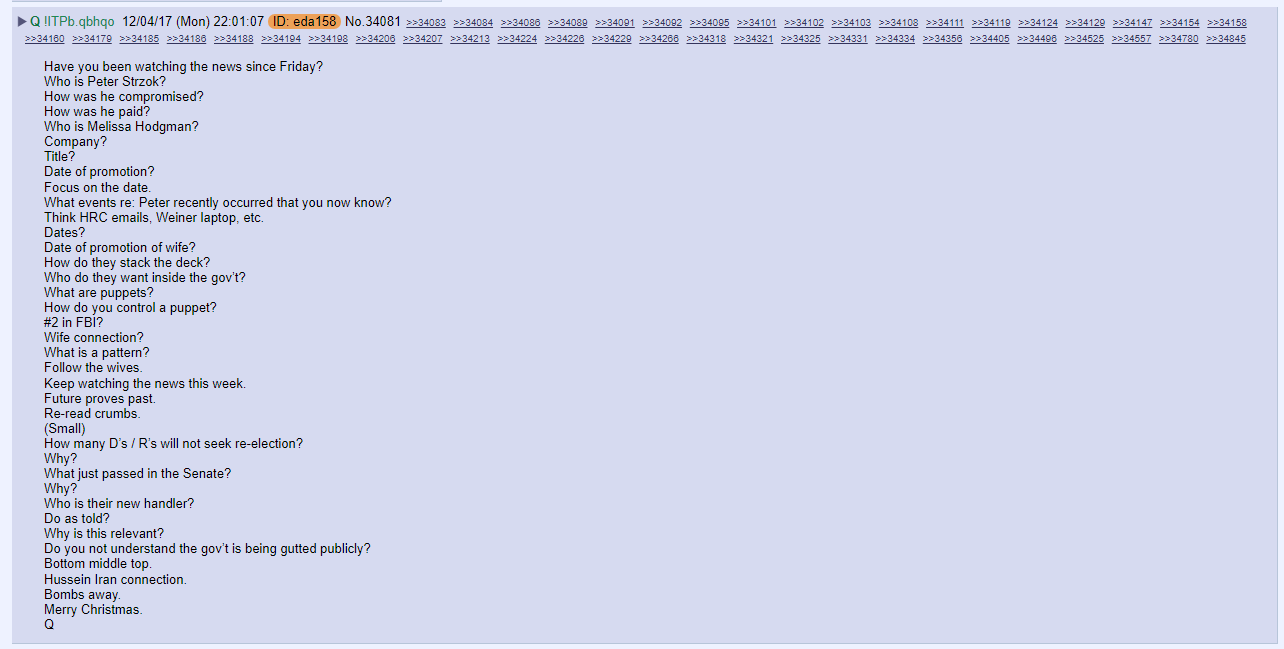 ▶ Q !ITPb.qbhqo 12/04/17 (Mon) 22:01:07 ID: eda158 No.34081 >>34083 >>34084 >>34086 >>34089 >>34091 >>34092 >>34095 >>34101 >>34102 >>34103 >>34108 >>34111 >>34119 >>34124 >>34129 >>34147 >>34154 >>34158
>>34160 >>34179 >>34185 >>34186 >>34188 >>34194 >>34198 >>34206 >>34207 >>34213 >>34224 >>34226 >>34229 >>34266 >>34318 >>34321 >>34325 >>34331 >>34334 >>34356 >>34405 >>34496 >>34525 >>34557 >>34780 >>34845
Have you been watching the news since Friday?
Who is Peter Strzok?
How was he compromised?
How was he paid?
Who is Melissa Hodgman?
Company?
Title?
Date of promotion?
Focus on the date.
What events re: Peter recently occurred that you now know?
Think HRC emails, Weiner laptop, etc.
Dates?
Date of promotion of wife?
How do they stack the deck?
Who do they want inside the gov't?
What are puppets?
How do you control a puppet?
#2 in FBI?
Wife connection?
What is a pattern?
Follow the wives.
Keep watching the news this week.
Future proves past.
Re-read crumbs.
(Small)
How many D's / R's will not seek re-election?
Why?
What just passed in the Senate?
Why?
Who is their new handler?
Do as told?
Why is this relevant?
Do you not understand the gov't is being gutted publicly?
Bottom middle top.
Hussein Iran connection.
Bombs away.
Merry Christmas.
Q